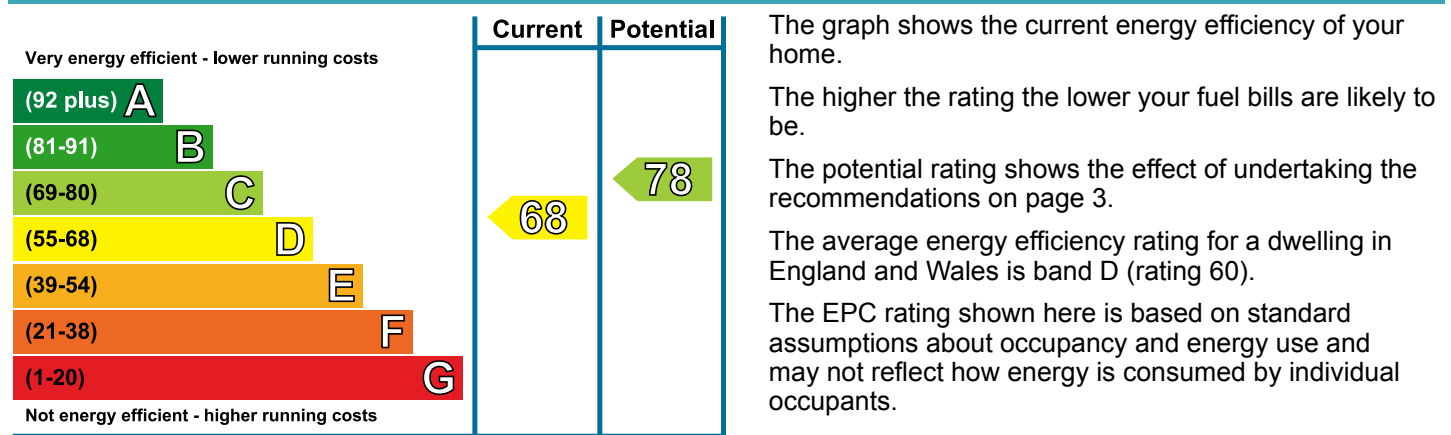 Current Potential
Very energy efficient - lower running costs
(92 plus) A
(81-91) B
(69-80) C
(55-68) D
(39-54) E
(21-38) F
(1-20) G
Not energy efficient - higher running costs
68
78
The graph shows the current energy efficiency of your
home.
The higher the rating the lower your fuel bills are likely to
be.
The potential rating shows the effect of undertaking the
recommendations on page 3.
The average energy efficiency rating for a dwelling in
England and Wales is band D (rating 60).
The EPC rating shown here is based on standard
assumptions about occupancy and energy use and
may not reflect how energy is consumed by individual
occupants.